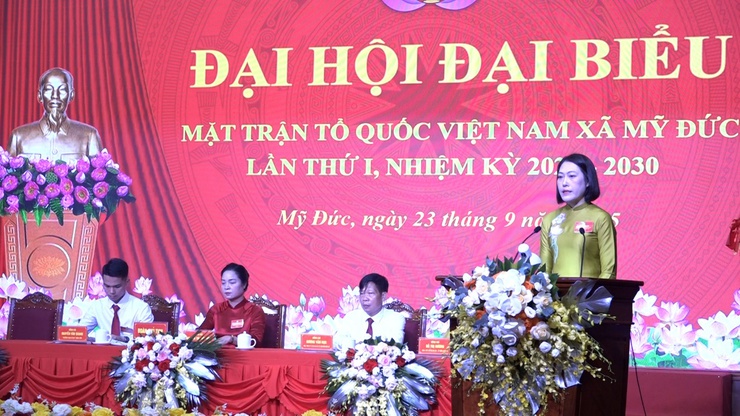 ĐẠI HỘI ĐẠI BIỂU
MẶT TRẬN TỔ QUỐC VIỆT NAM XÃ MỸ ĐỨC
LẦN THỨ I, NHIỆM KỲ 2030
Mỹ Đức, ngày 23 tháng 9